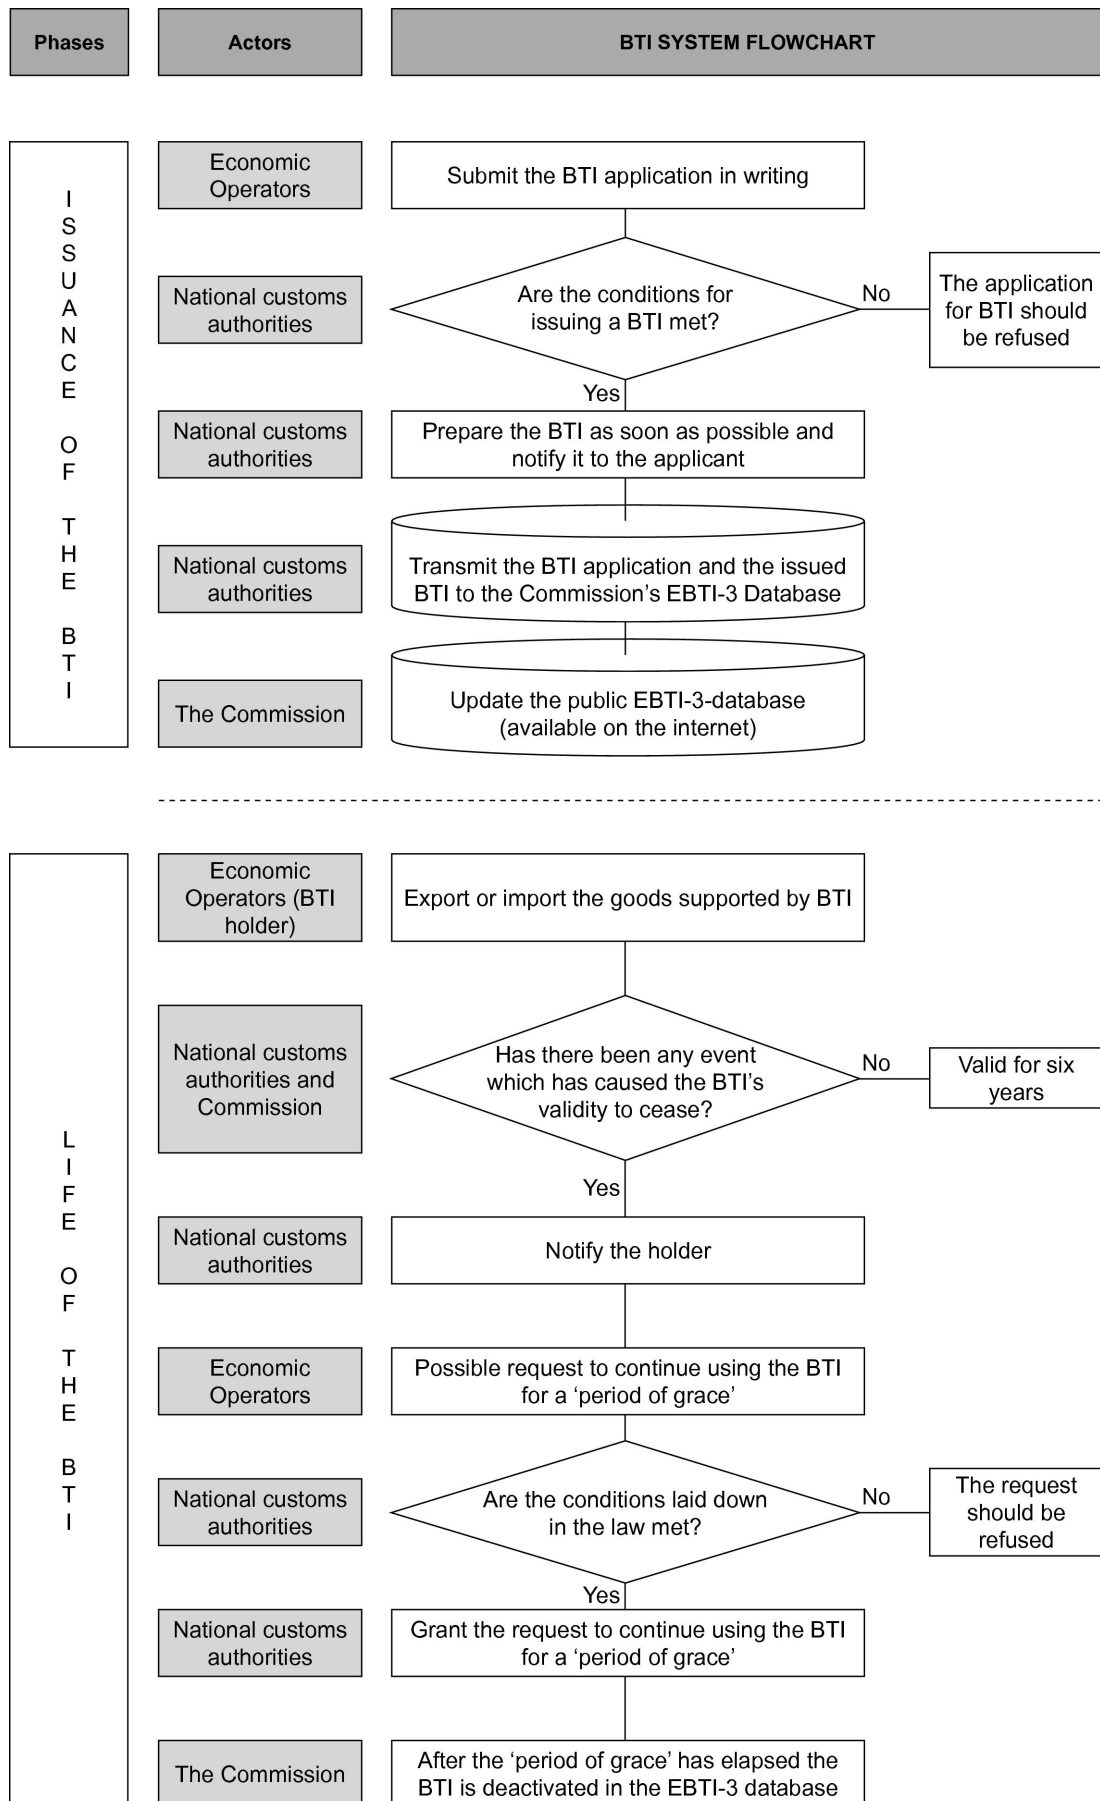 Phases
Actors
BTI SYSTEM FLOWCHART
ISSUANCE OF THE BTI
Economic
Operators
Submit the BTI application in writing
National customs
authorities
Are the conditions for
issuing a BTI met?
No
The application
for BTI should
be refused
Yes
National customs
authorities
Prepare the BTI as soon as possible and
notify it to the applicant
National customs
authorities
Transmit the BTI application and the issued
BTI to the Commission’s EBTI-3 Database
The Commission
Update the public EBTI-3-database
(available on the internet)
LIFE OF THE BTI
Economic
Operators (BTI
holder)
Export or import the goods supported by BTI
National customs
authorities and
Commission
Has there been any event
which has caused the BTI’s
validity to cease?
No
Valid for six
years
Yes
National customs
authorities
Notify the holder
Economic
Operators
Possible request to continue using the BTI
for a ‘period of grace’
National customs
authorities
Are the conditions laid down
in the law met?
No
The request
should be
refused
Yes
National customs
authorities
Grant the request to continue using the BTI
for a ‘period of grace’
The Commission
After the ‘period of grace’ has elapsed the
BTI is deactivated in the EBTI-3 database